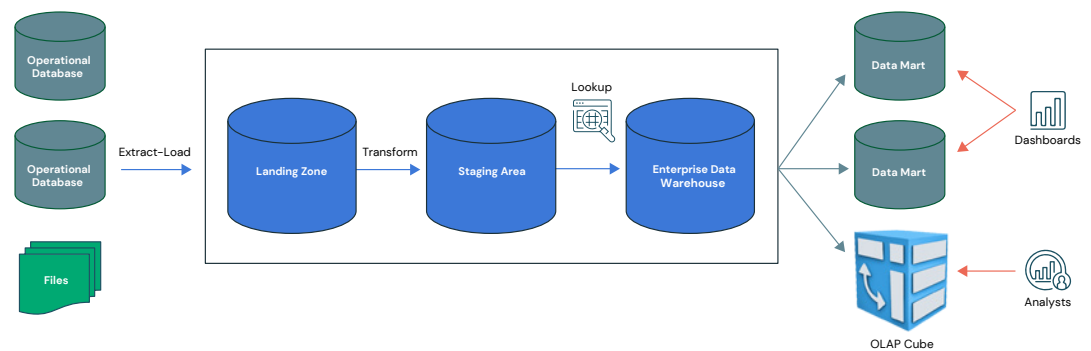 Operational
Database
Operational
Database
Files
Extract-Load
Landing Zone
Transform
Staging Area
Lookup
Enterprise Data
Warehouse
Data Mart
Data Mart
OLAP Cube
Dashboards
Analysts